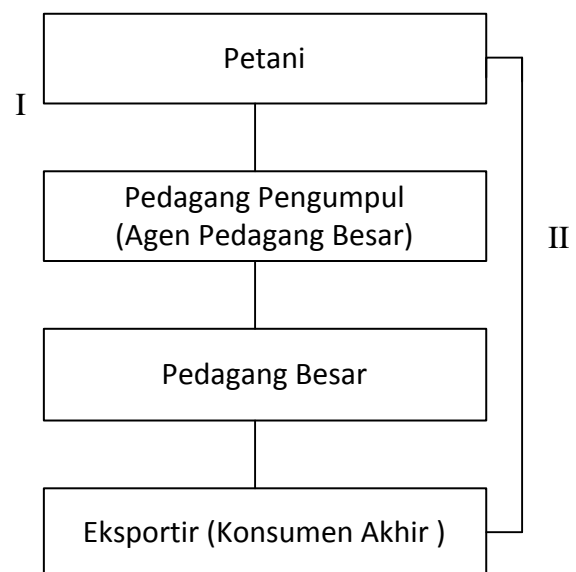 Petani
I
Pedagang Pengumpul
(Agen Pedagang Besar)
II
Pedagang Besar
Eksportir (Konsumen Akhir )